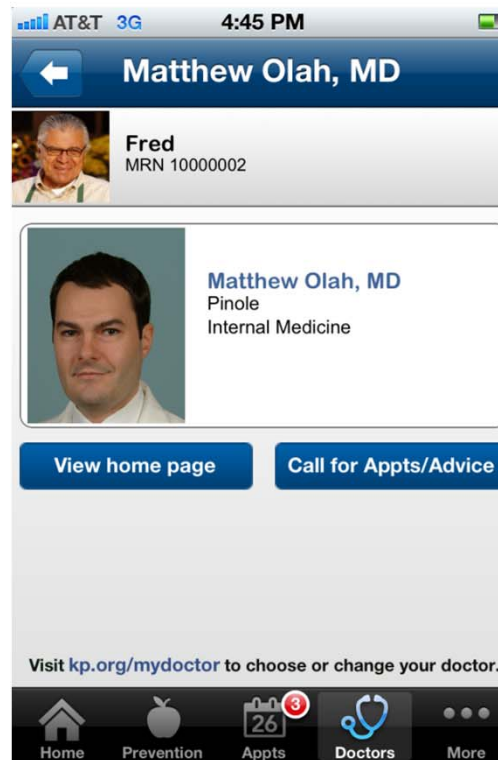 AT&T 3G 4:45 PM
Matthew Olah, MD
Fred
MRN 10000002
Matthew Olah, MD
Pinole
Internal Medicine
View home page
Call for Appts/Advice
Visit kp.org/mydoctor to choose or change your doctor.
3
26
Home Prevention Appts Doctors More